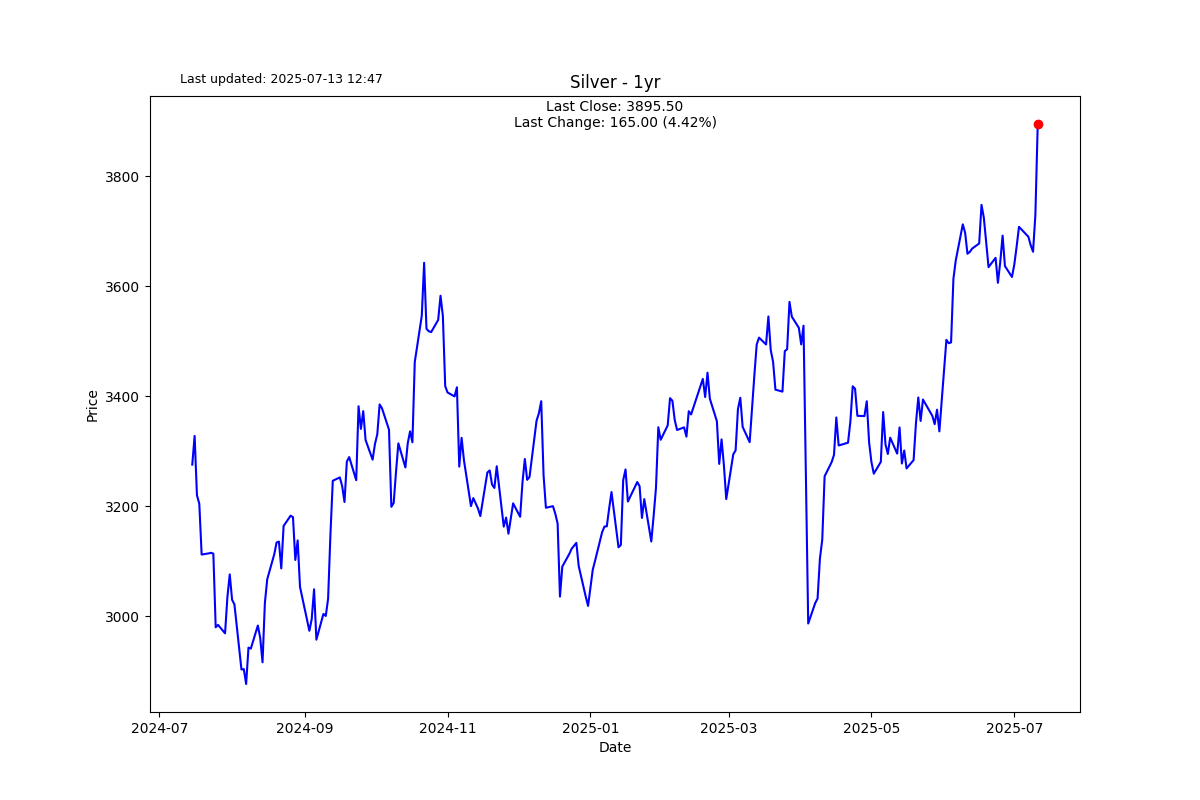 Last updated: 2025-07-13 12:47
Silver - 1yr
Last Close: 3895.50
Last Change: 165.00 (4.42%)
3800
3600
3400
3200
3000
Price
2024-07
2024-09
2024-11
2025-01
2025-03
2025-05
2025-07
Date